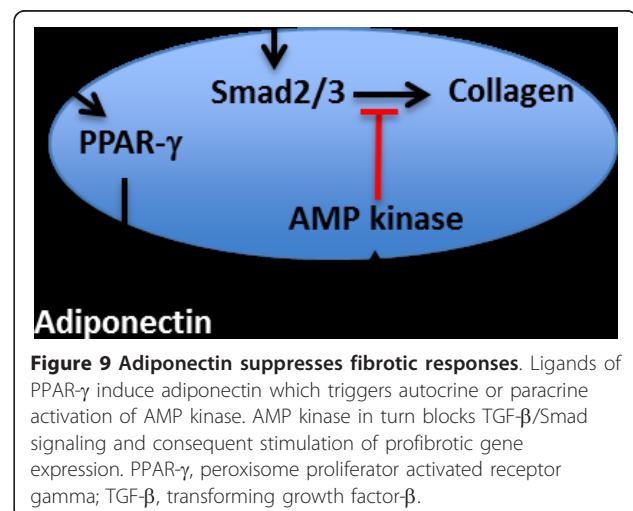 Smad2/3 Collagen
PPAR-γ
AMP kinase
Adiponectin
Figure 9 Adiponectin suppresses fibrotic responses. Ligands of
PPAR-γ induce adiponectin which triggers autocrine or paracrine
activation of AMP kinase. AMP kinase in turn blocks TGF-β/Smad
signaling and consequent stimulation of profibrotic gene
expression. PPAR-γ, peroxisome proliferator activated receptor
gamma; TGF-β, transforming growth factor-β.